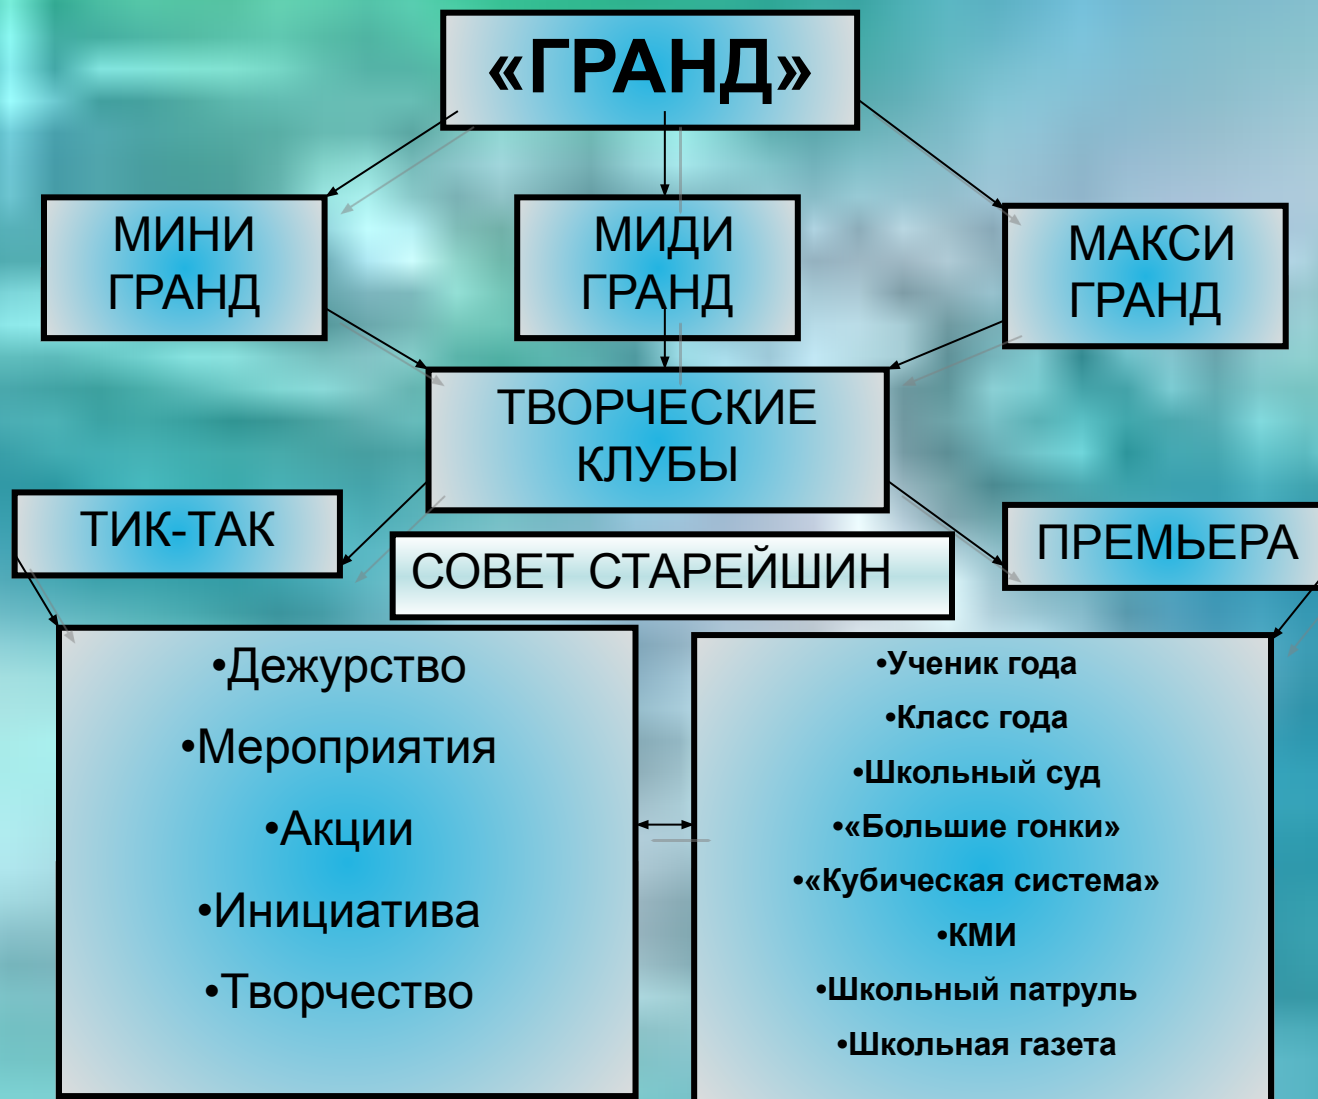 «ГРАНД»
МИНИ
ГРАНД
МИДИ
ГРАНД
МАКСИ
ГРАНД
ТВОРЧЕСКИЕ
КЛУБЫ
ТИК-ТАК
СОВЕТ СТАРЕЙШИН
ПРЕМЬЕРА
•Дежурство
•Мероприятия
•Акции
•Инициатива
•Творчество
•Ученик года
•Класс года
•Школьный суд
•«Большие гонки»
•«Кубическая система»
•КМИ
•Школьный патруль
•Школьная газета